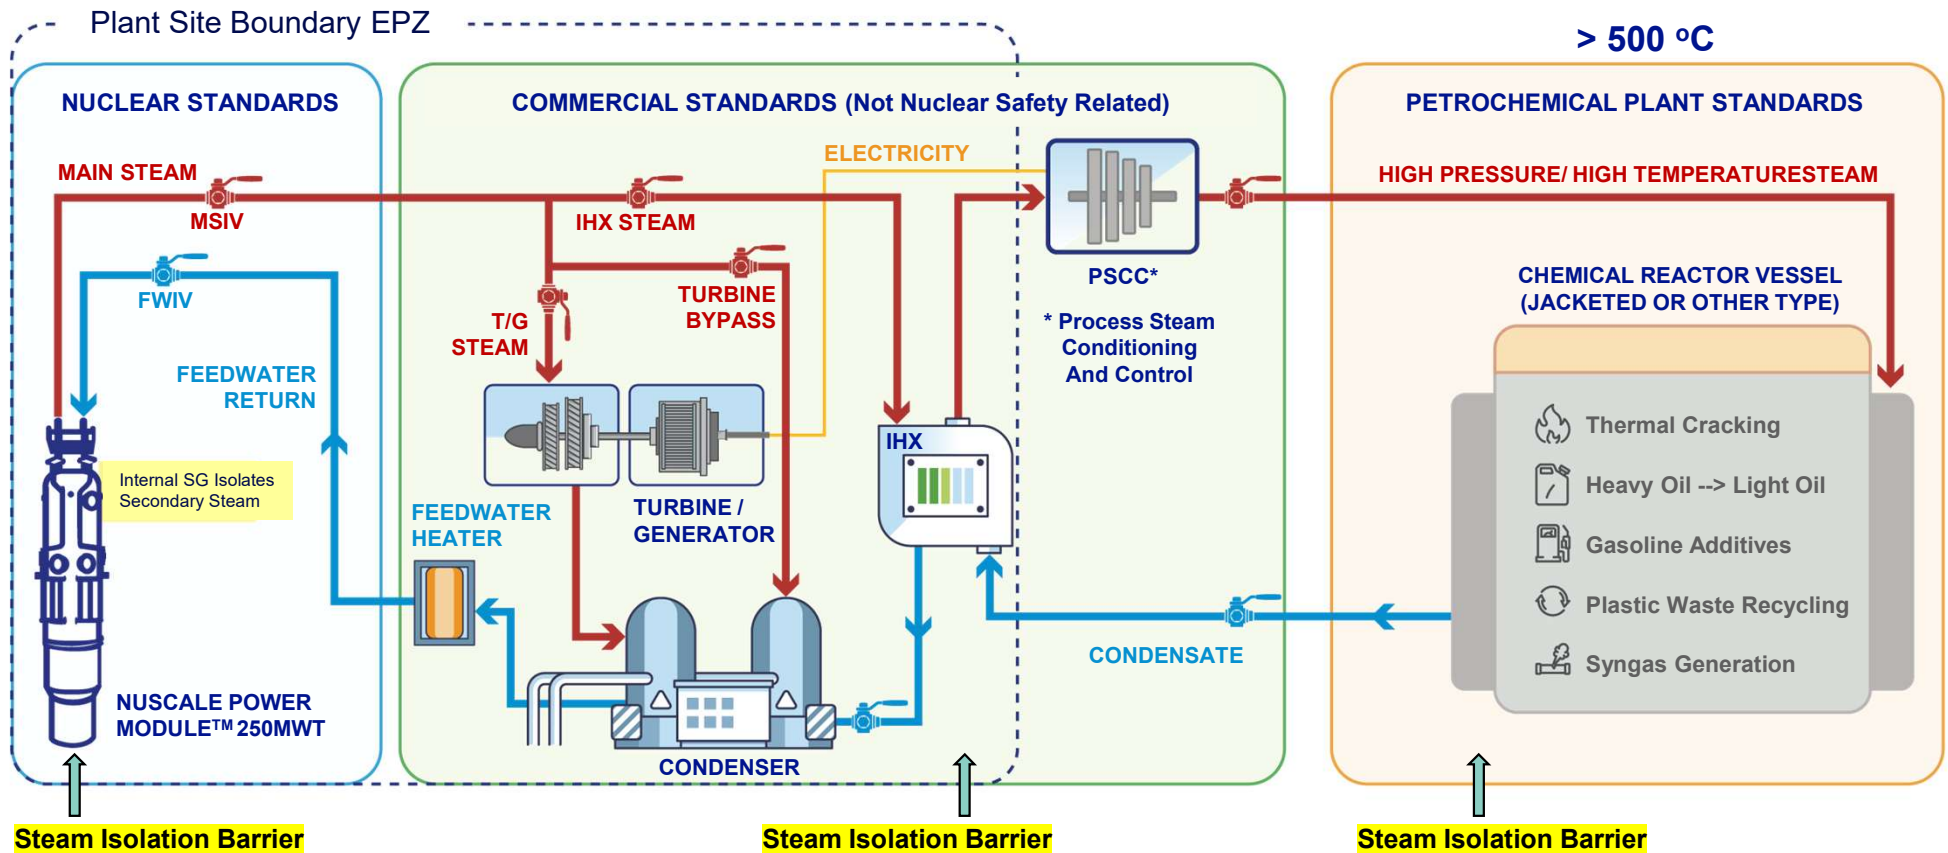 Plant Site Boundary EPZ
> 500 ºC
NUCLEAR STANDARDS
COMMERCIAL STANDARDS (Not Nuclear Safety Related)
PETROCHEMICAL PLANT STANDARDS
MAIN STEAM
MSIV
FWIV
FEEDWATER
RETURN
Internal SG Isolates
Secondary Steam
NUSCALE POWER
MODULE™ 250MWT
IHX STEAM
ELECTRICITY
T/G
STEAM
TURBINE
BYPASS
TURBINE /
GENERATOR
FEEDWATER
HEATER
CONDENSER
IHX
PSCC*
* Process Steam
Conditioning
And Control
CONDENSATE
HIGH PRESSURE/ HIGH TEMPERATURESTEAM
CHEMICAL REACTOR VESSEL
(JACKETED OR OTHER TYPE)
Thermal Cracking
Heavy Oil --> Light Oil
Gasoline Additives
Plastic Waste Recycling
Syngas Generation
Steam Isolation Barrier
Steam Isolation Barrier
Steam Isolation Barrier